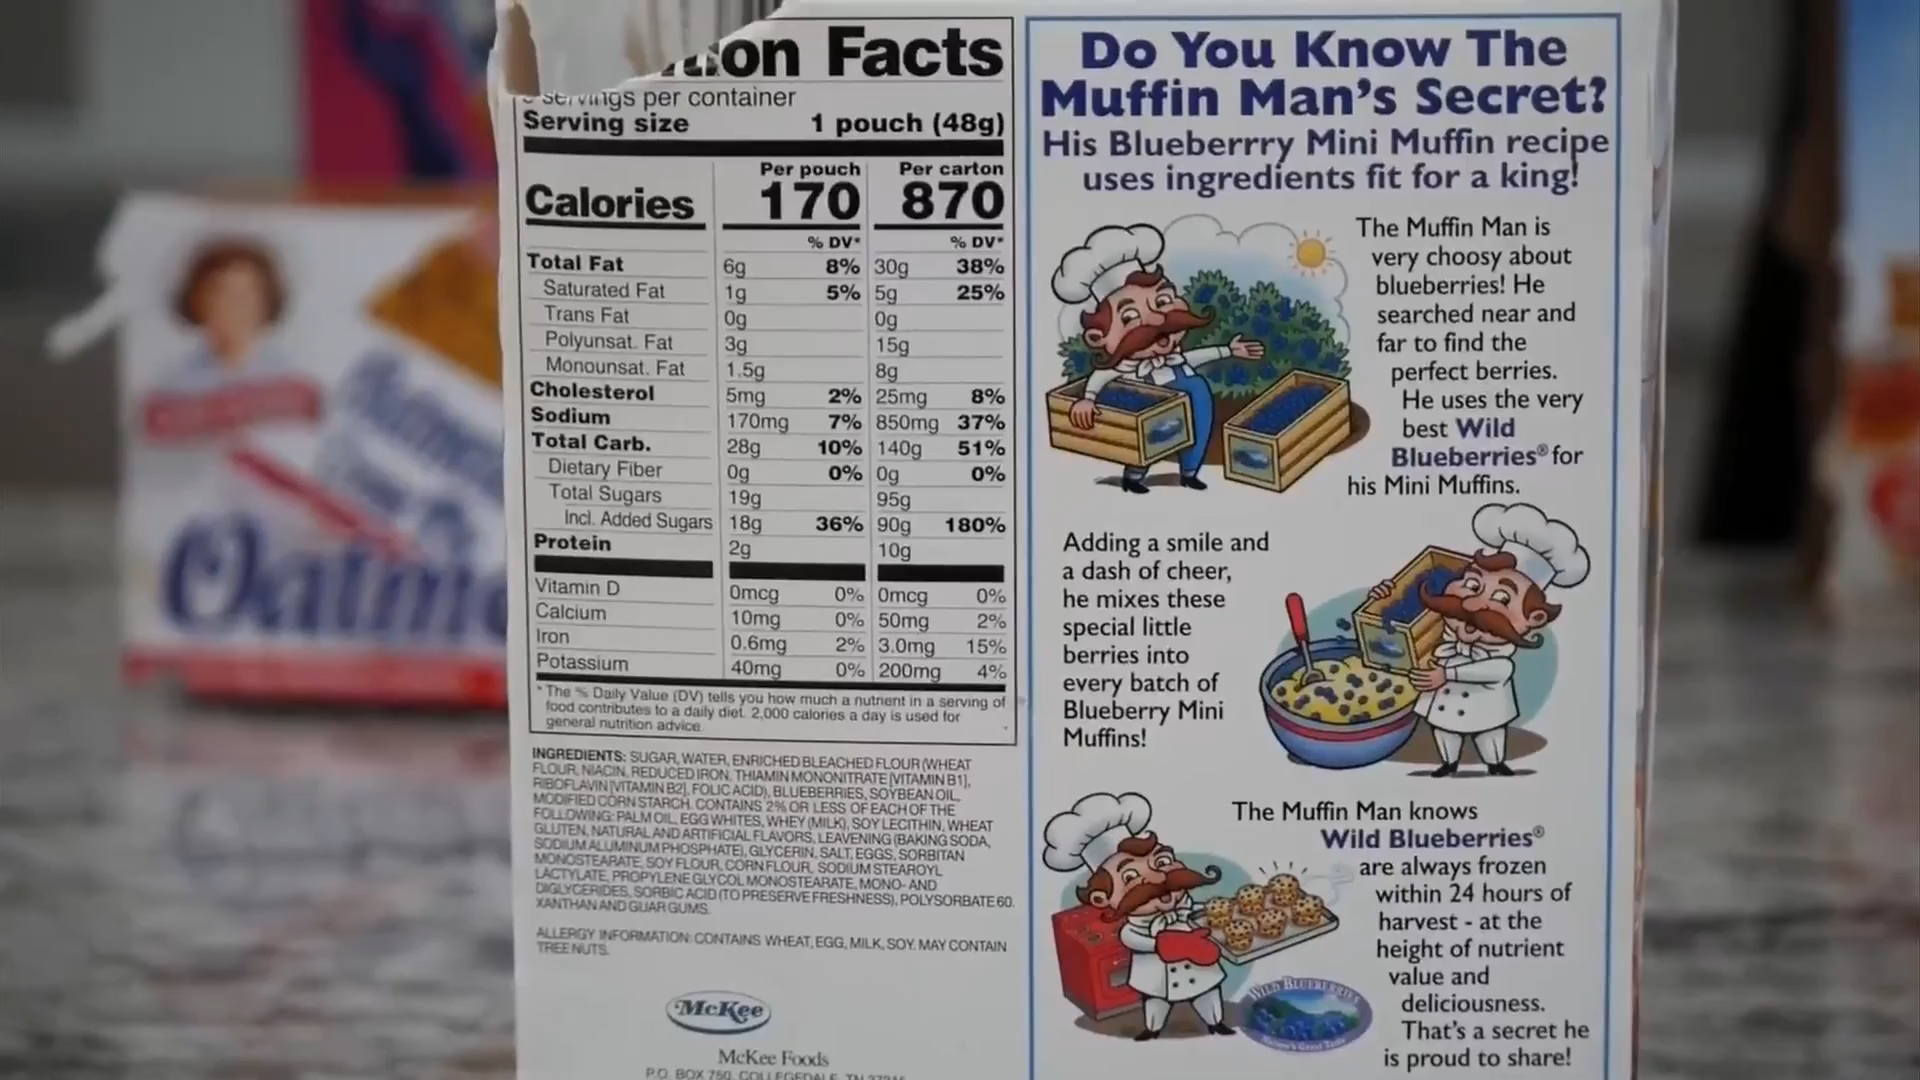 on Facts
servings per container
Serving size 1 pouch (48g)
Per pouch Per carton
Calories 170 870
% DV* % DV*
Total Fat 6g 8% 30g 38%
Saturated Fat 1g 5% 5g 25%
Trans Fat 0g 0g
Polyunsat. Fat 3g 15g
Monounsat. Fat 1.5g 8g
Cholesterol 5mg 2% 25mg 8%
Sodium 170mg 7% 850mg 37%
Total Carb. 28g 10% 140g 51%
Dietary Fiber 0g 0% 0g 0%
Total Sugars 19g 95g
Incl. Added Sugars 18g 36% 90g 180%
Protein 2g 10g
Vitamin D 0mcg 0% 0mcg 0%
Calcium 10mg 0% 50mg 2%
Iron 0.6mg 2% 3.0mg 15%
Potassium 40mg 0% 200mg 4%
* The % Daily Value (DV) tells you how much a nutrient in a serving of
food contributes to a daily diet. 2,000 calories a day is used for
general nutrition advice.
INGREDIENTS: SUGAR, WATER, ENRICHED BLEACHED FLOUR (WHEAT
FLOUR, NIACIN, REDUCED IRON, THIAMIN MONONITRATE [VITAMIN B1],
RIBOFLAVIN [VITAMIN B2], FOLIC ACID), BLUEBERRIES, SOYBEAN OIL,
MODIFIED CORN STARCH. CONTAINS 2% OR LESS OF EACH OF THE
FOLLOWING: PALM OIL, EGG WHITES, WHEY (MILK), SOY LECITHIN, WHEAT
GLUTEN, NATURAL AND ARTIFICIAL FLAVORS, LEAVENING (BAKING SODA,
SODIUM ALUMINUM PHOSPHATE), GLYCERIN, SALT, EGGS, SORBITAN
MONOSTEARATE, SOY FLOUR, CORN FLOUR, SODIUM STEAROYL
LACTYLATE, PROPYLENE GLYCOL MONOSTEARATE, MONO- AND
DIGLYCERIDES, SORBIC ACID (TO PRESERVE FRESHNESS), POLYSORBATE 60,
XANTHAN AND GUAR GUMS.
ALLERGY INFORMATION: CONTAINS WHEAT, EGG, MILK, SOY. MAY CONTAIN
TREE NUTS.
McKee
McKee Foods
P.O. BOX 750, COLLEGEDALE, TN
Do You Know The
Muffin Man's Secret?
His Blueberrry Mini Muffin recipe
uses ingredients fit for a king!
The Muffin Man is
very choosy about
blueberries! He
searched near and
far to find the
perfect berries.
He uses the very
best Wild
Blueberries® for
his Mini Muffins.
Adding a smile and
a dash of cheer,
he mixes these
special little
berries into
every batch of
Blueberry Mini
Muffins!
The Muffin Man knows
Wild Blueberries®
are always frozen
within 24 hours of
harvest - at the
height of nutrient
value and
deliciousness.
That's a secret he
is proud to share!
WILD BLUEBERRIES
Oatme